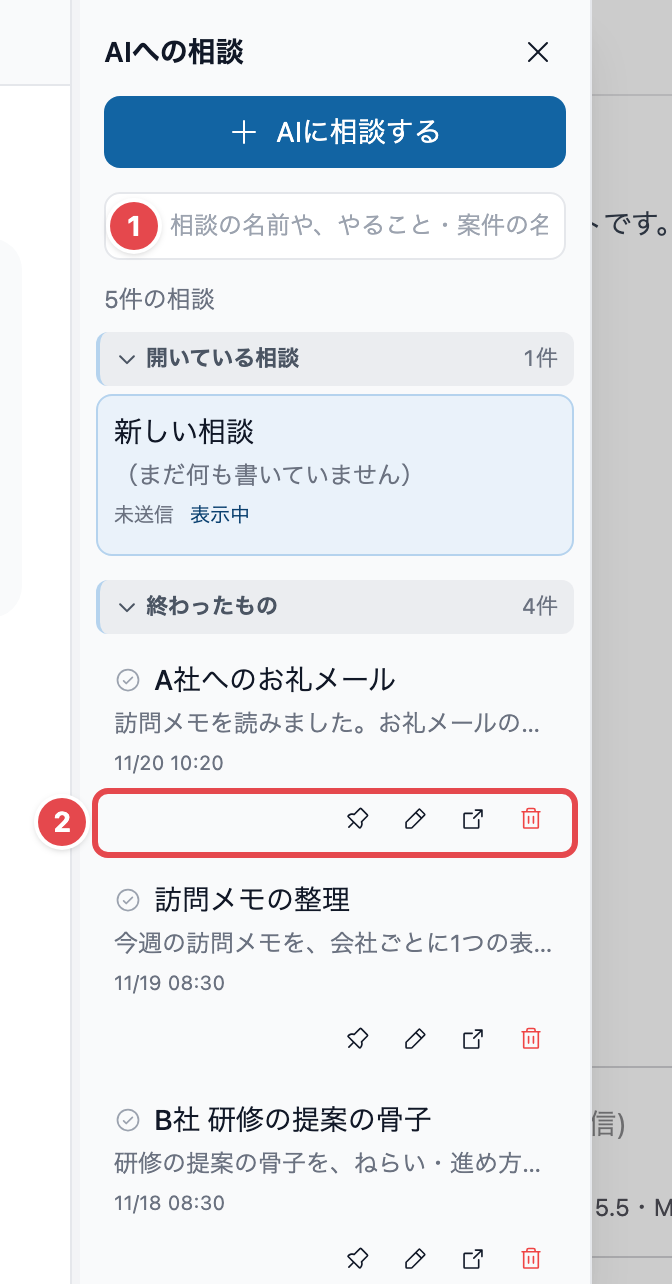 AIへの相談
AIに相談する
1 相談の名前や、やること・案件の名
トです。
5件の相談
開いている相談 1件
新しい相談
（まだ何も書いていません）
未送信 表示中
終わったもの 4件
A社へのお礼メール
訪問メモを読みました。お礼メールの...
11/20 10:20
2
訪問メモの整理
今週の訪問メモを、会社ごとに1つの表...
11/19 08:30
B社 研修の提案の骨子
信)
研修の提案の骨子を、ねらい・進め方...
11/18 08:30
5.5・M